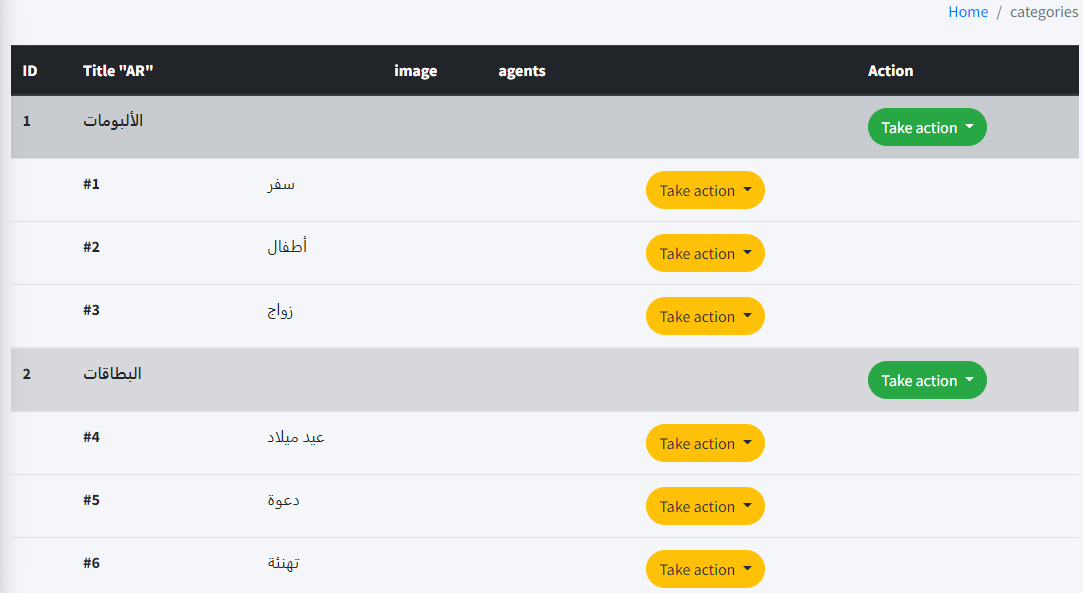 Home / categories
ID Title "AR" image agents Action
1 الألبومات Take action
#1 سفر Take action
#2 أطفال Take action
#3 زواج Take action
2 البطاقات Take action
#4 عيد ميلاد Take action
#5 دعوة Take action
#6 تهنئة Take action